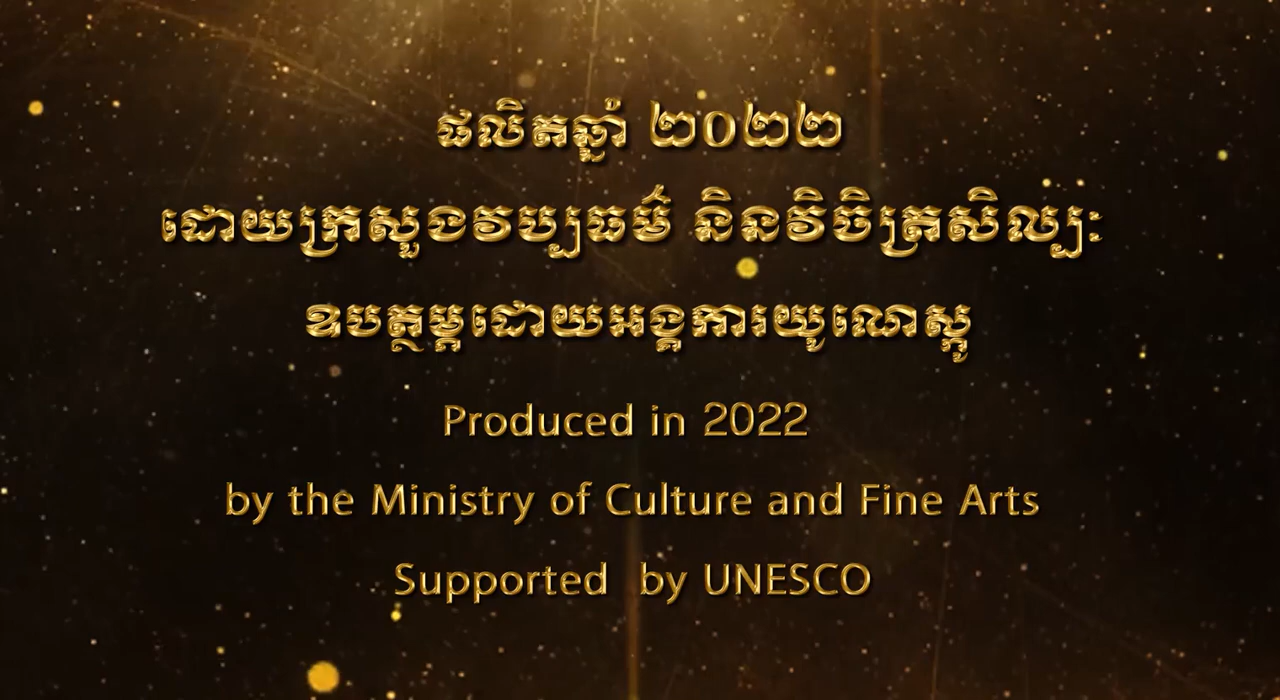 ផលិតឆ្នាំ ២០២២
ដោយក្រសួងវប្បធម៌ និងវិចិត្រសិល្បៈ
ឧបត្ថម្ភដោយអង្គការយូណេស្កូ
Produced in 2022
by the Ministry of Culture and Fine Arts
Supported by UNESCO